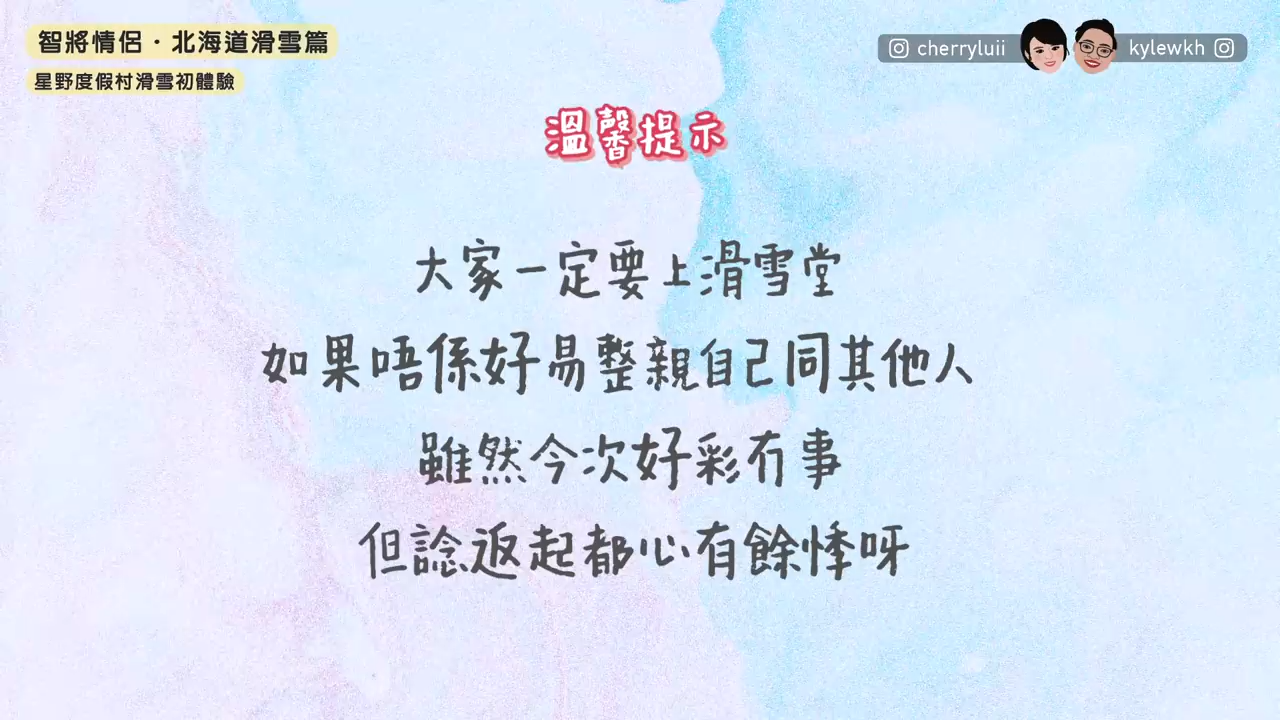 智將情侶·北海道滑雪篇
星野度假村滑雪初體驗
cherryluii
kylewkh
溫馨提示
大家一定要上滑雪堂
如果唔係好易整親自己同其他人
雖然今次好彩冇事
但諗返起都心有餘悸呀